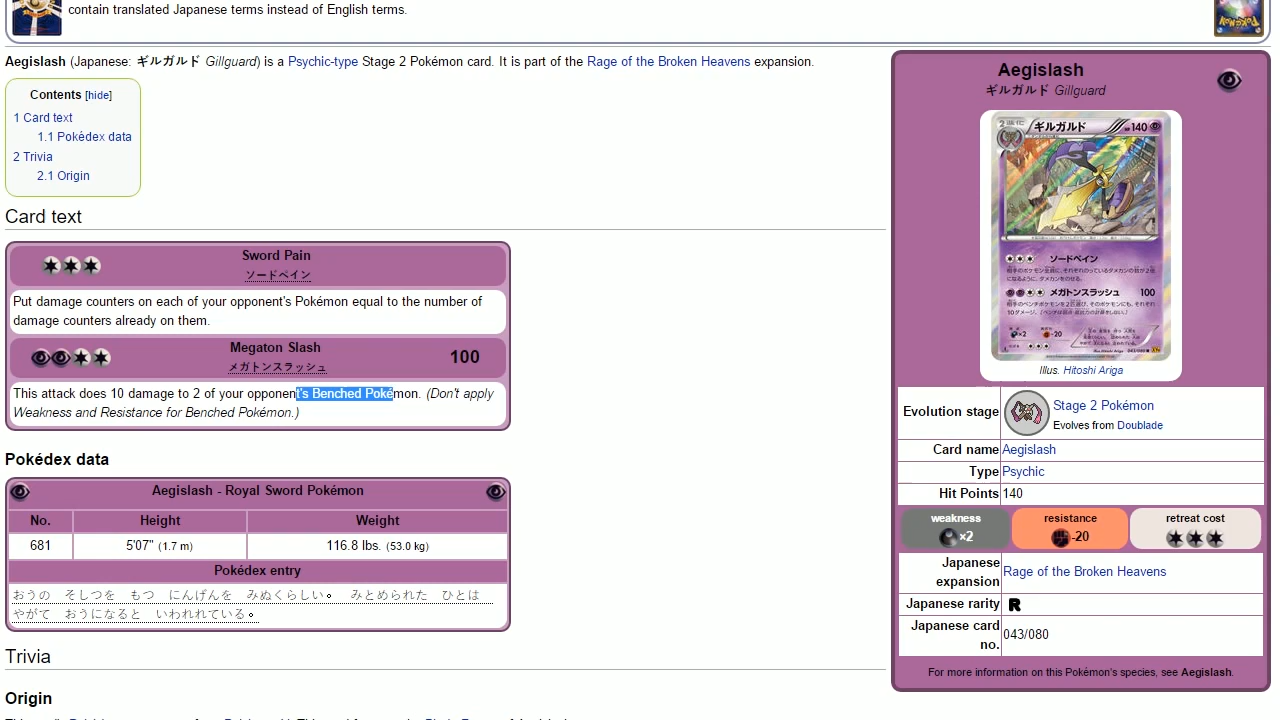 contain translated Japanese terms instead of English terms.
Aegislash (Japanese: ギルガルド Gillguard) is a Psychic-type Stage 2 Pokémon card. It is part of the Rage of the Broken Heavens expansion.
Contents [hide]
1 Card text
1.1 Pokédex data
2 Trivia
2.1 Origin
Card text
Sword Pain
ソードペイン
Put damage counters on each of your opponent's Pokémon equal to the number of
damage counters already on them.
Megaton Slash
メガトンスラッシュ
100
This attack does 10 damage to 2 of your opponent's Benched Pokémon. (Don't apply
Weakness and Resistance for Benched Pokémon.)
Pokédex data
Aegislash - Royal Sword Pokémon
No. Height Weight
681 5'07" (1.7 m) 116.8 lbs. (53.0 kg)
Pokédex entry
おうの そしつを もつ にんげんを みぬくらしい。 みとめられた ひとは
やがて おうになると いわれれている。
Trivia
Origin
Aegislash
ギルガルド Gillguard
ギルガルド HP140
ソードペイン
メガトンスラッシュ 100
Illus. Hitoshi Ariga
Evolution stage Stage 2 Pokémon
Evolves from Doublade
Card name Aegislash
Type Psychic
Hit Points 140
weakness resistance retreat cost
×2 -20
Japanese
expansion Rage of the Broken Heavens
Japanese rarity R
Japanese card
no. 043/080
For more information on this Pokémon's species, see Aegislash.